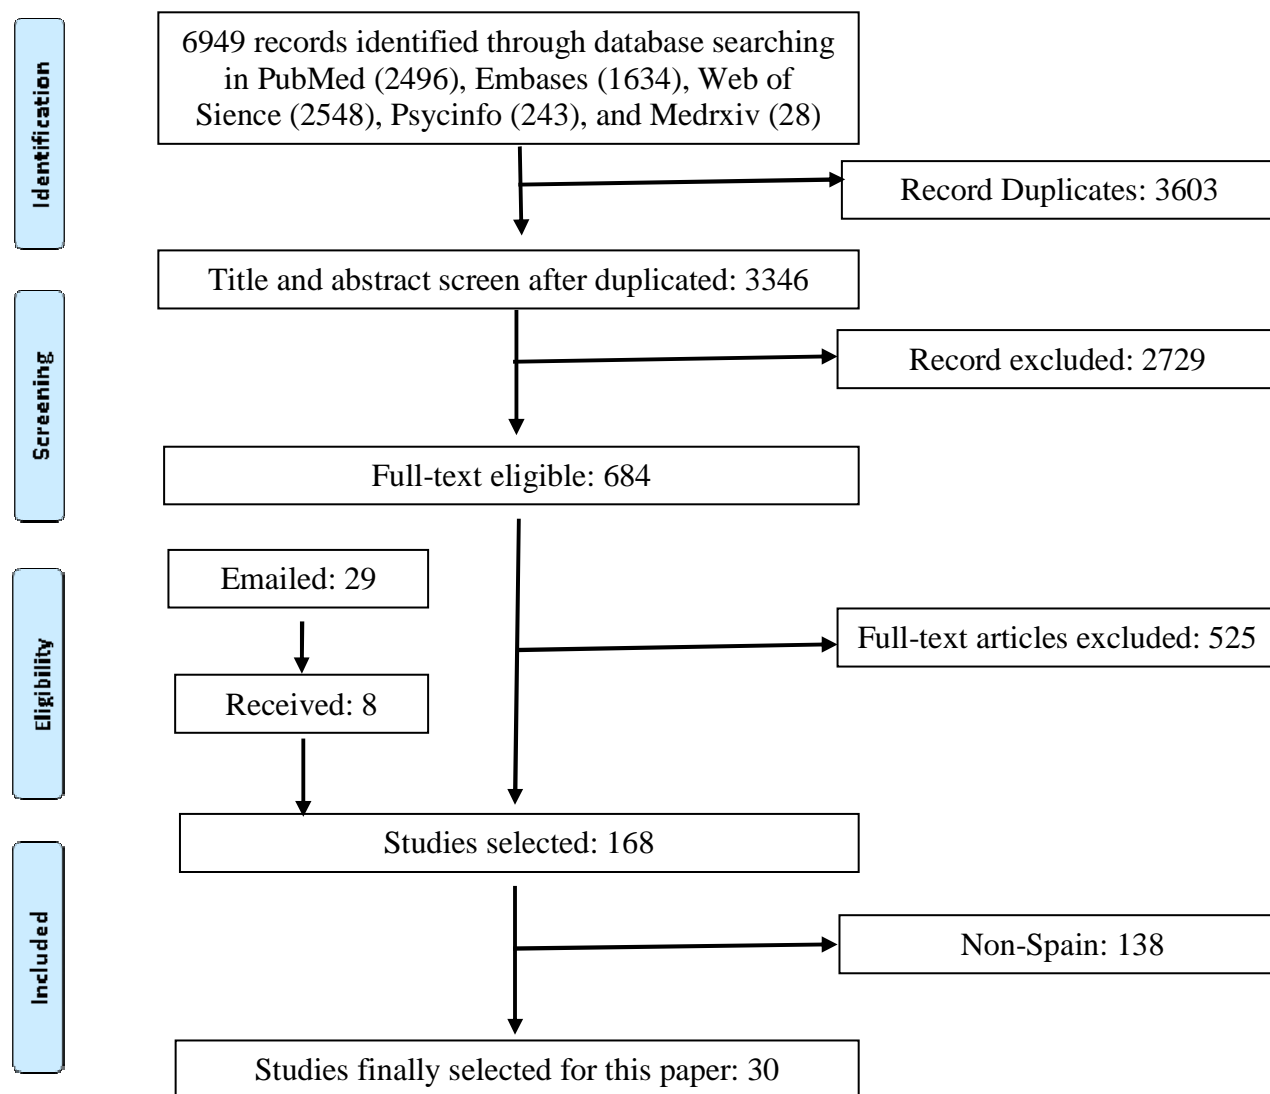 Identification
6949 records identified through database searching
in PubMed (2496), Embases (1634), Web of
Sience (2548), Psycinfo (243), and Medrxiv (28)
Record Duplicates: 3603
Title and abstract screen after duplicated: 3346
Screening
Record excluded: 2729
Full-text eligible: 684
Eligibility
Emailed: 29
Full-text articles excluded: 525
Received: 8
Studies selected: 168
Included
Non-Spain: 138
Studies finally selected for this paper: 30